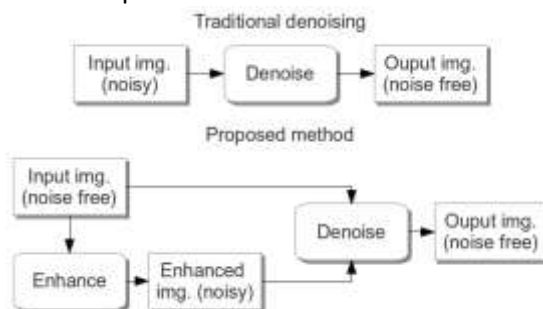 Traditional denoising
Input img.
(noisy)
Denoise
Ouput img.
(noise free)
Proposed method
Input img.
(noise free)
Denoise
Ouput img.
(noise free)
Enhance
Enhanced
img. (noisy)